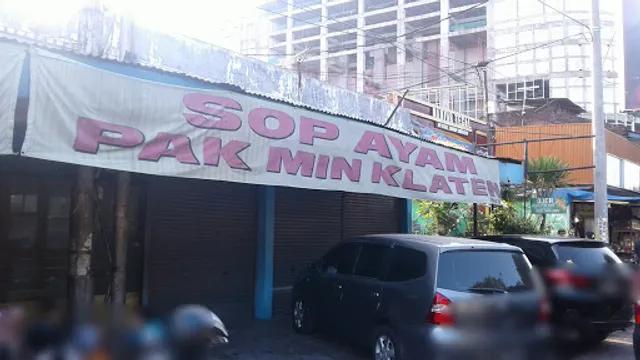 SOP AYAM
PAK MIN KLATEN